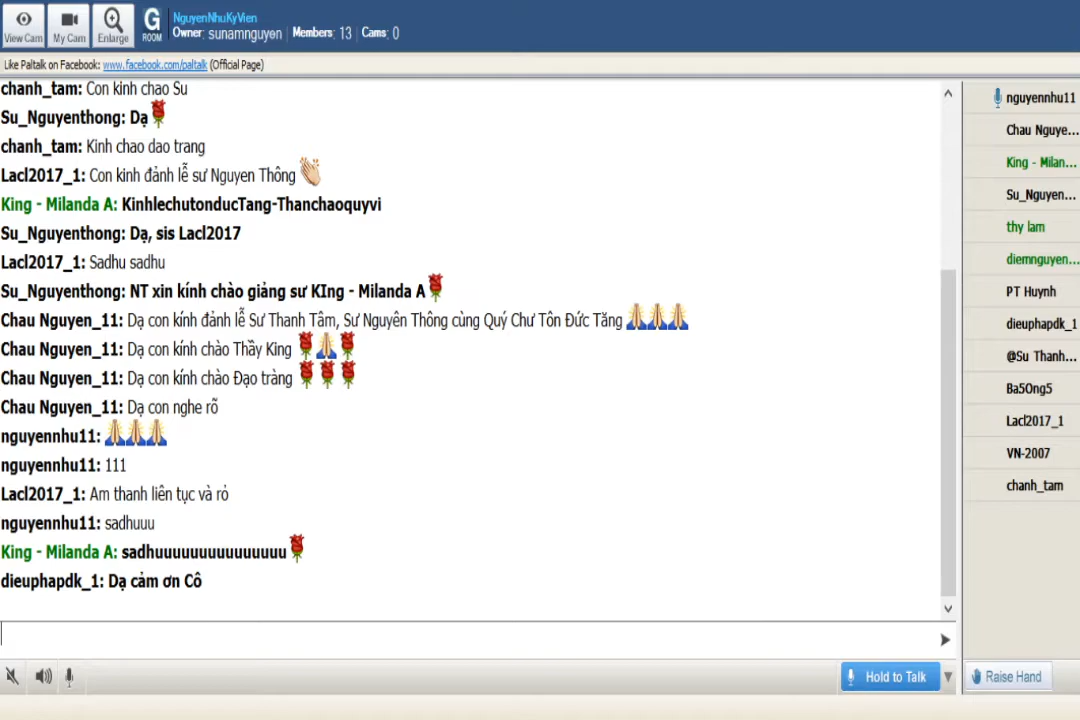 View Cam
My Cam
Enlarge
G
ROOM
NguyenNhuKyVien
Owner: sunamnguyen Members: 13 Cams: 0
Like Paltalk on Facebook: www.facebook.com/paltalk (Official Page)
chanh_tam: Con kinh chao Su
Su_Nguyenthong: Dạ
chanh_tam: Kinh chao dao trang
Lacl2017_1: Con kinh đảnh lễ sư Nguyen Thông
King - Milanda A: KinhlechutonducTang-Thanchaoquyvi
Su_Nguyenthong: Dạ, sis Lacl2017
Lacl2017_1: Sadhu sadhu
Su_Nguyenthong: NT xin kính chào giảng sư KIng - Milanda A
Chau Nguyen_11: Dạ con kính đảnh lễ Sư Thanh Tâm, Sư Nguyên Thông cùng Quý Chư Tôn Đức Tăng
Chau Nguyen_11: Dạ con kính chào Thầy King
Chau Nguyen_11: Dạ con kính chào Đạo tràng
Chau Nguyen_11: Dạ con nghe rõ
nguyennhu11:
nguyennhu11: 111
Lacl2017_1: Am thanh liên tục và rỏ
nguyennhu11: sadhuuu
King - Milanda A: sadhuuuuuuuuuuuuuuu
dieuphapdk_1: Dạ cảm ơn Cô
Hold to Talk
nguyennhu11
Chau Nguye...
King - Milan...
Su_Nguyen...
thy lam
diemnguyen...
PT Huynh
dieuphapdk_1
@Su Thanh...
Ba5Ong5
Lacl2017_1
VN-2007
chanh_tam
Raise Hand